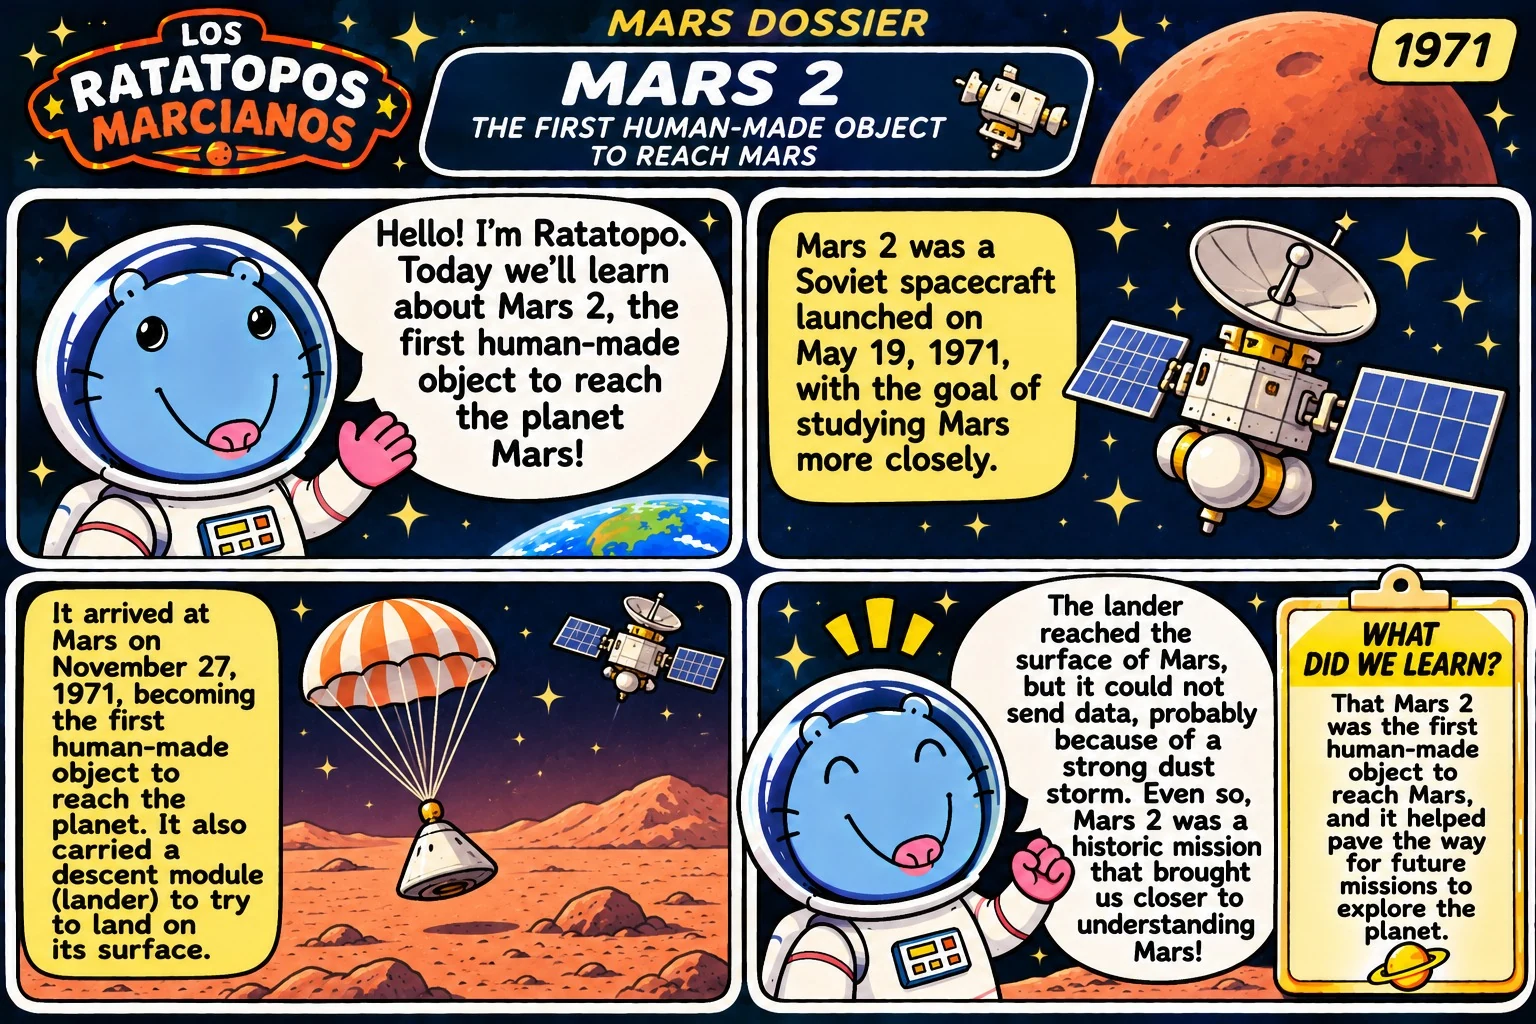 LOS
RATATOPOS
MARCIANOS
MARS DOSSIER
MARS 2
THE FIRST HUMAN-MADE OBJECT
TO REACH MARS
1971
Hello! I'm Ratatopo.
Today we'll learn
about Mars 2, the
first human-made
object to reach
the planet
Mars!
Mars 2 was a
Soviet spacecraft
launched on
May 19, 1971,
with the goal of
studying Mars
more closely.
It arrived at
Mars on
November 27,
1971, becoming
the first
human-made
object to
reach the
planet. It also
carried a
descent module
(lander) to try
to land on
its surface.
The lander
reached the
surface of Mars,
but it could not
send data, probably
because of a
strong dust
storm. Even so,
Mars 2 was a
historic mission
that brought
us closer to
understanding
Mars!
WHAT
DID WE LEARN?
That Mars 2
was the first
human-made
object to
reach Mars,
and it helped
pave the way
for future
missions to
explore the
planet.